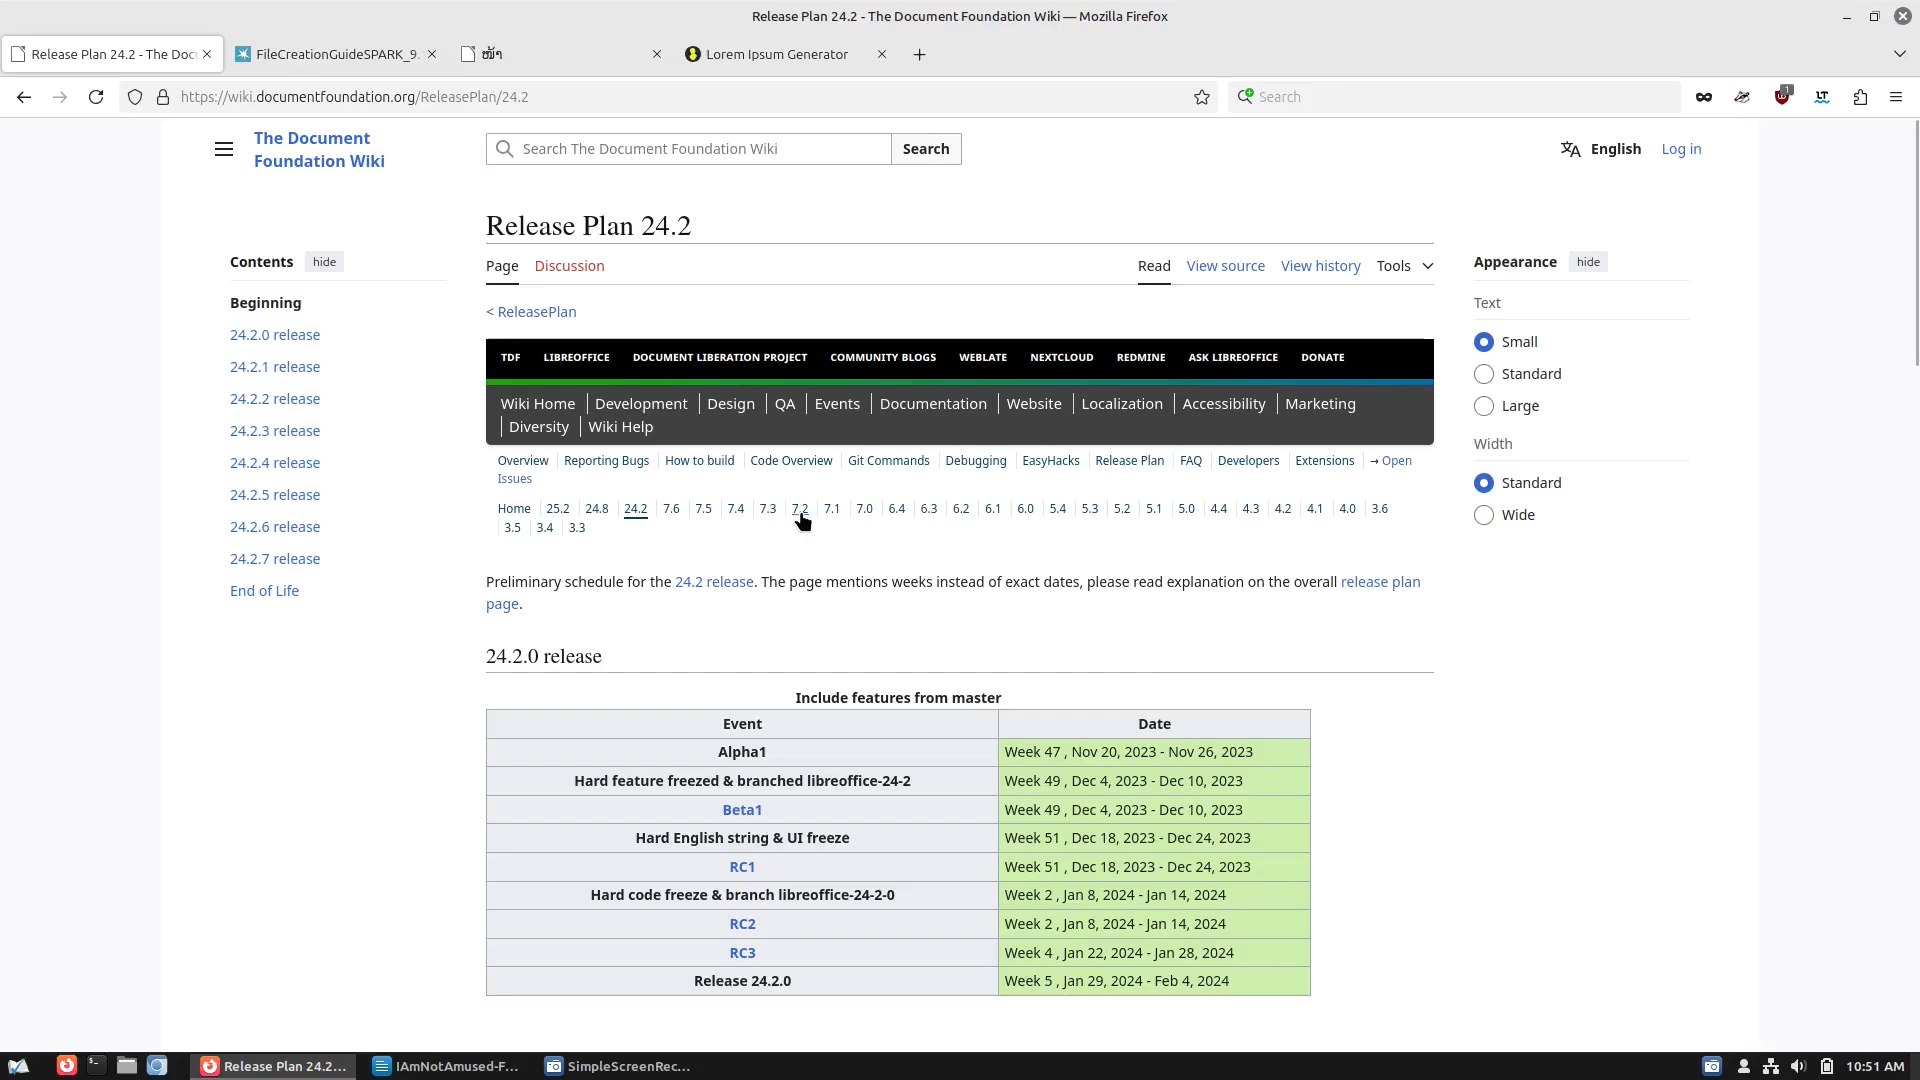 Release Plan 24.2 - The Document Foundation Wiki — Mozilla Firefox
Release Plan 24.2 - The Doc
FileCreationGuideSPARK_9.
ໜ້າ
Lorem Ipsum Generator
https://wiki.documentfoundation.org/ReleasePlan/24.2
Search
1
The Document
Foundation Wiki
Search The Document Foundation Wiki
Search
English
Log in
Release Plan 24.2
Contents
hide
Beginning
24.2.0 release
24.2.1 release
24.2.2 release
24.2.3 release
24.2.4 release
24.2.5 release
24.2.6 release
24.2.7 release
End of Life
Page Discussion
Read View source View history Tools
< ReleasePlan
TDF LIBREOFFICE DOCUMENT LIBERATION PROJECT COMMUNITY BLOGS WEBLATE NEXTCLOUD REDMINE ASK LIBREOFFICE DONATE
Wiki Home Development Design QA Events Documentation Website Localization Accessibility Marketing
Diversity Wiki Help
Overview Reporting Bugs How to build Code Overview Git Commands Debugging EasyHacks Release Plan FAQ Developers Extensions → Open
Issues
Home 25.2 24.8 24.2 7.6 7.5 7.4 7.3 7.2 7.1 7.0 6.4 6.3 6.2 6.1 6.0 5.4 5.3 5.2 5.1 5.0 4.4 4.3 4.2 4.1 4.0 3.6
3.5 3.4 3.3
Preliminary schedule for the 24.2 release. The page mentions weeks instead of exact dates, please read explanation on the overall release plan
page.
24.2.0 release
Include features from master
Event Date
Alpha1 Week 47 , Nov 20, 2023 - Nov 26, 2023
Hard feature freezed & branched libreoffice-24-2 Week 49 , Dec 4, 2023 - Dec 10, 2023
Beta1 Week 49 , Dec 4, 2023 - Dec 10, 2023
Hard English string & UI freeze Week 51 , Dec 18, 2023 - Dec 24, 2023
RC1 Week 51 , Dec 18, 2023 - Dec 24, 2023
Hard code freeze & branch libreoffice-24-2-0 Week 2 , Jan 8, 2024 - Jan 14, 2024
RC2 Week 2 , Jan 8, 2024 - Jan 14, 2024
RC3 Week 4 , Jan 22, 2024 - Jan 28, 2024
Release 24.2.0 Week 5 , Jan 29, 2024 - Feb 4, 2024
Appearance
hide
Text
Small
Standard
Large
Width
Standard
Wide
Release Plan 24.2...
IAmNotAmused-F...
SimpleScreenRec...
10:51 AM